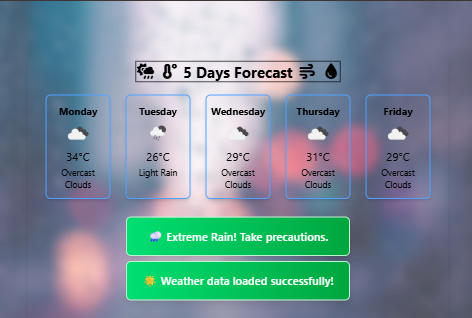 5 Days Forecast
Monday
34°C
Overcast
Clouds
Tuesday
26°C
Light Rain
Wednesday
29°C
Overcast
Clouds
Thursday
31°C
Overcast
Clouds
Friday
29°C
Overcast
Clouds
Extreme Rain! Take precautions.
Weather data loaded successfully!